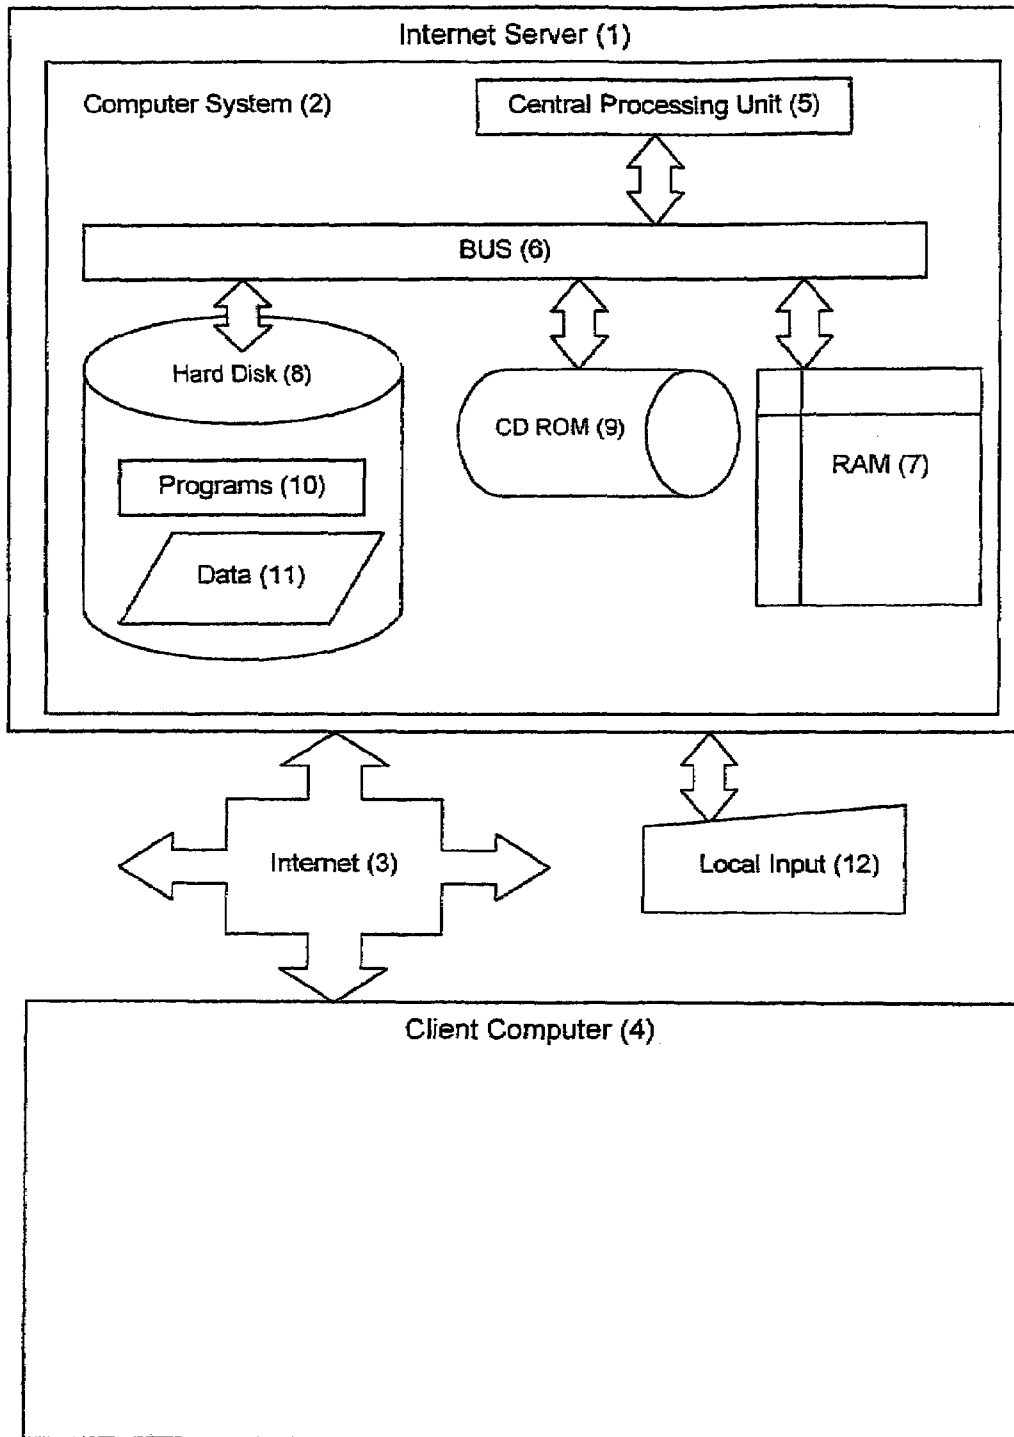 Internet Server (1)
Computer System (2)
Central Processing Unit (5)
BUS (6)
Hard Disk (8)
CD ROM (9)
RAM (7)
Programs (10)
Data (11)
Internet (3)
Local Input (12)
Client Computer (4)